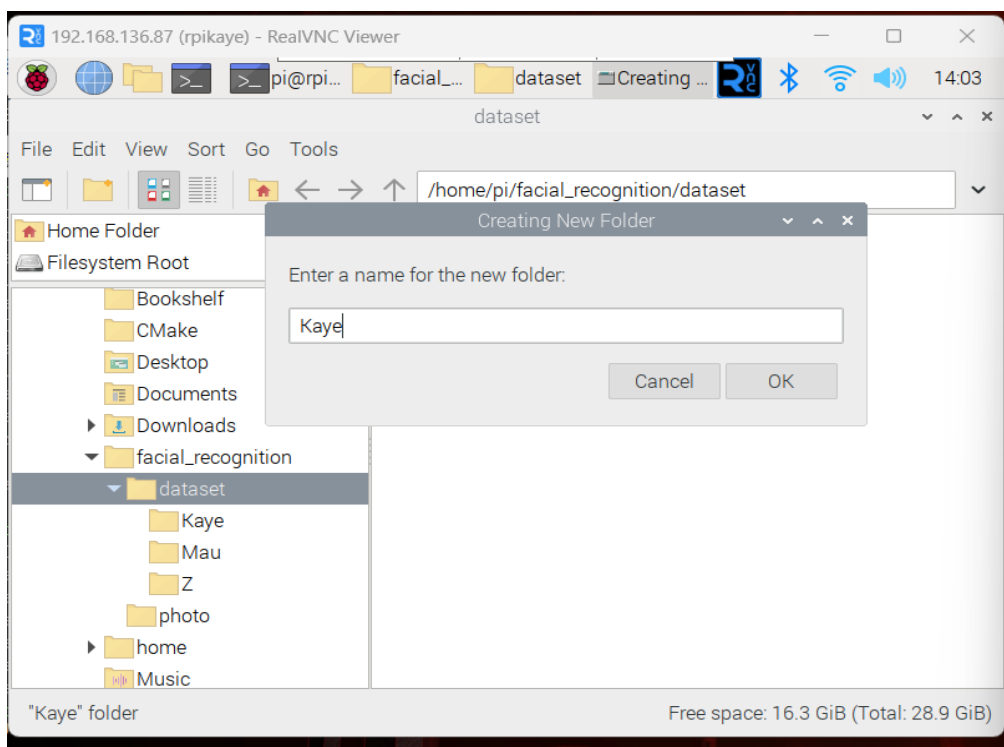 192.168.136.87 (rpikaye) - RealVNC Viewer
pi@rpi... facial_... dataset Creating ... 14:03
dataset
File Edit View Sort Go Tools
/home/pi/facial_recognition/dataset
Creating New Folder
Enter a name for the new folder:
Kaye
Cancel OK
Home Folder
Filesystem Root
Bookshelf
CMake
Desktop
Documents
Downloads
facial_recognition
dataset
Kaye
Mau
Z
photo
home
Music
"Kaye" folder Free space: 16.3 GiB (Total: 28.9 GiB)